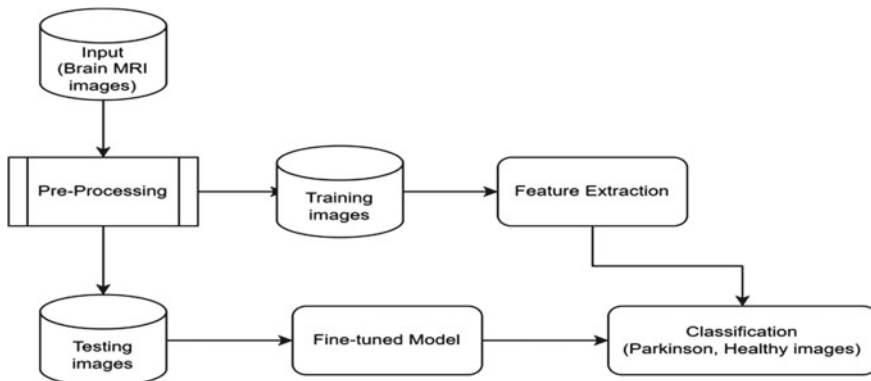 Input
(Brain MRI
images)
Pre-Processing
Training
images
Feature Extraction
Testing
images
Fine-tuned Model
Classification
(Parkinson, Healthy images)